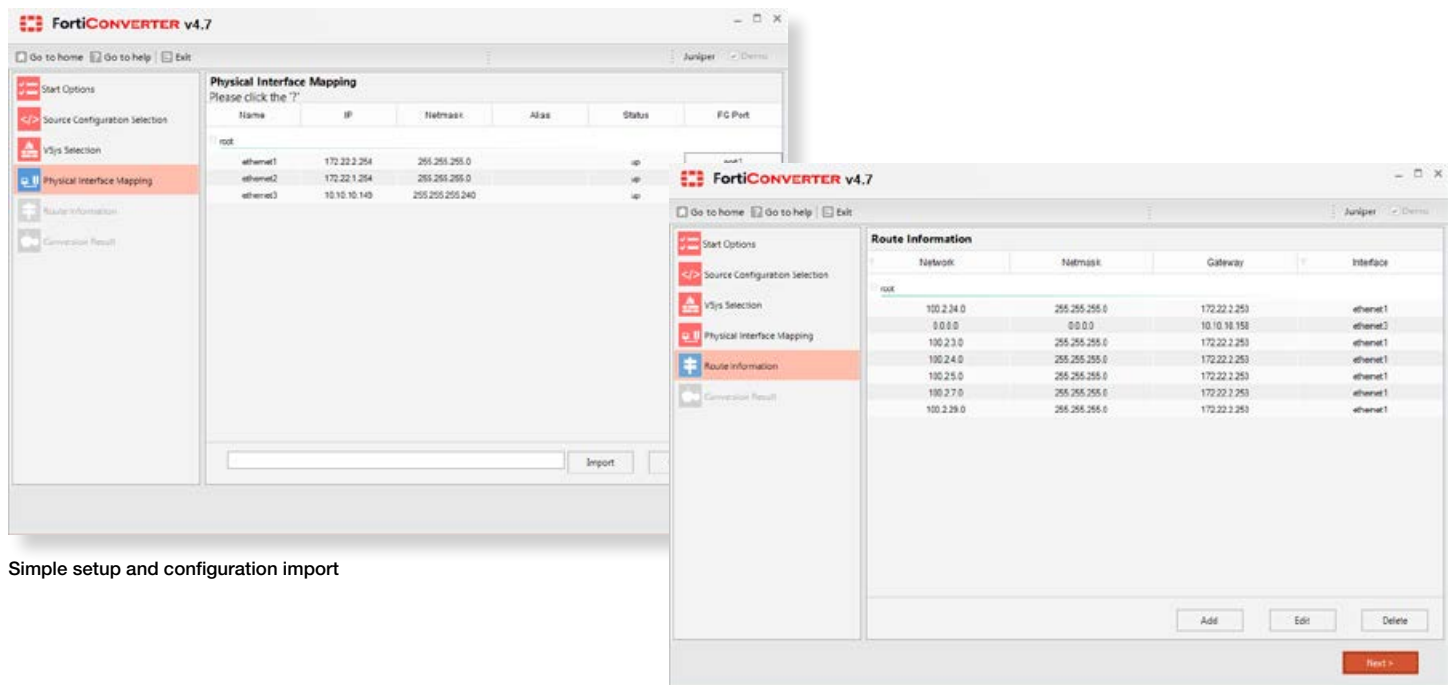 FortiCONVERTER v4.7
Go to home Go to help Exit
Juniper Demo
Start Options
Source Configuration Selection
VSys Selection
Physical Interface Mapping
Route Information
Conversion Result
Physical Interface Mapping
Please click the '?'
Name IP Netmask Alias Status FG Port
root
ethernet1 172.22.2.254 255.255.255.0 up port1
ethernet2 172.22.1.254 255.255.255.0 up
ethernet3 10.10.10.149 255.255.255.240 up
Import
Simple setup and configuration import
FortiCONVERTER v4.7
Go to home Go to help Exit
Juniper Demo
Start Options
Source Configuration Selection
VSys Selection
Physical Interface Mapping
Route Information
Conversion Result
Route Information
Network Netmask Gateway Interface
root
100.2.34.0 255.255.255.0 172.22.2.253 ethernet1
0.0.0.0 0.0.0.0 10.10.10.158 ethernet3
100.2.3.0 255.255.255.0 172.22.2.253 ethernet1
100.2.4.0 255.255.255.0 172.22.2.253 ethernet1
100.2.5.0 255.255.255.0 172.22.2.253 ethernet1
100.2.7.0 255.255.255.0 172.22.2.253 ethernet1
100.2.29.0 255.255.255.0 172.22.2.253 ethernet1
Add Edit Delete
Next >